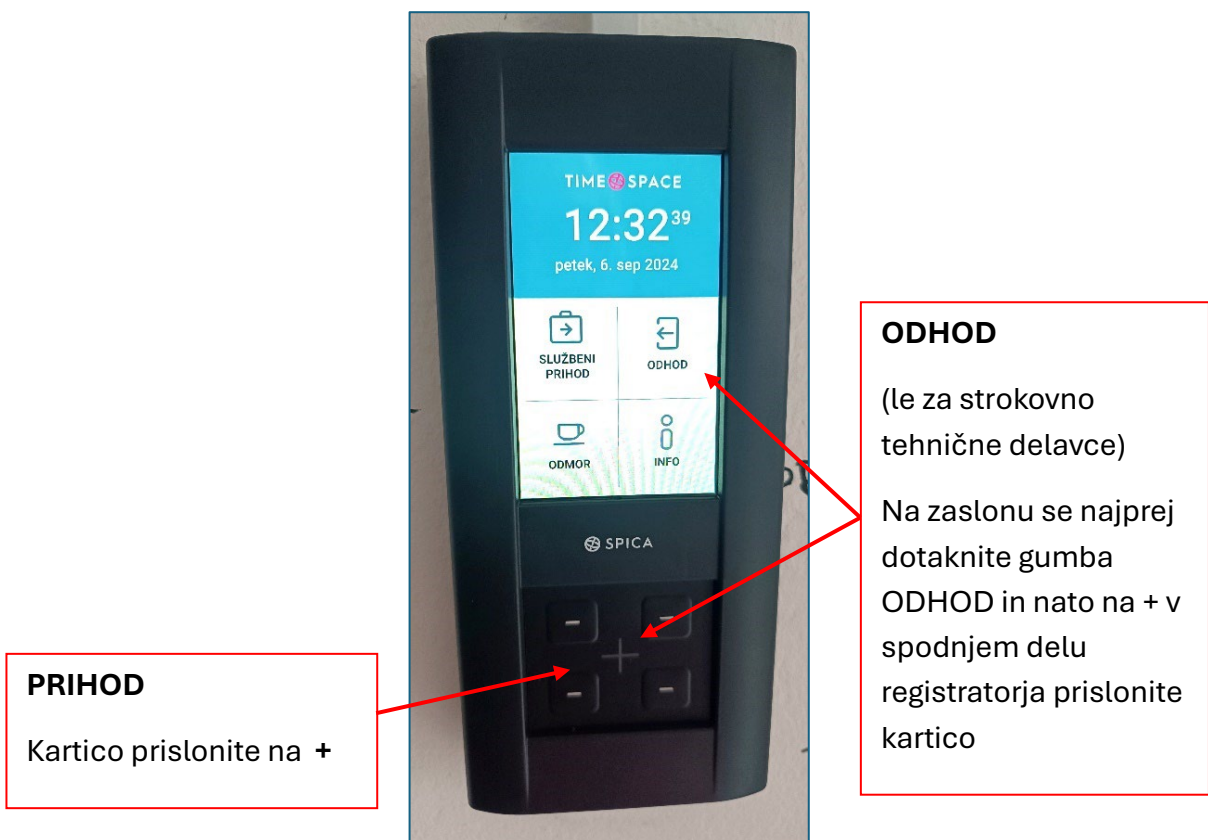 TIME SPACE
12:32 39
petek, 6. sep 2024
SLUŽBENI
PRIHOD
ODHOD
ODMOR
INFO
SPICA
PRIHOD
Kartico prislonite na +
ODHOD
(le za strokovno
tehnične delavce)
Na zaslonu se najprej
dotaknite gumba
ODHOD in nato na + v
spodnjem delu
registratorja prislonite
kartico